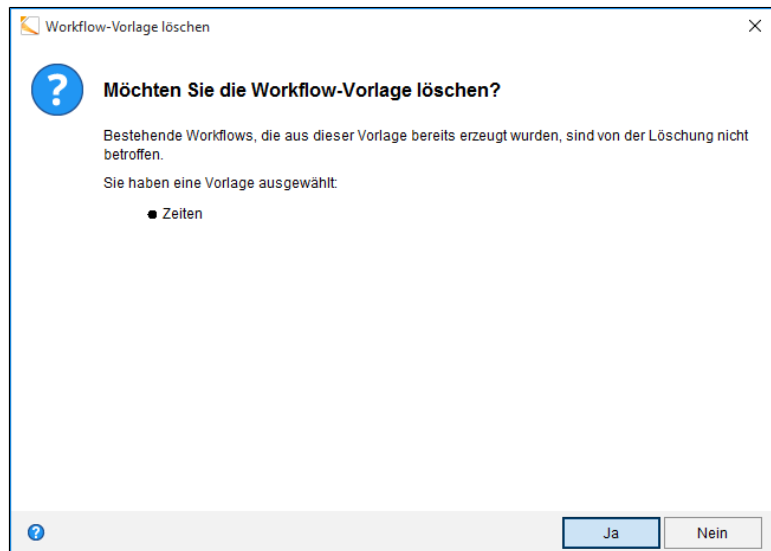 Workflow-Vorlage löschen
Möchten Sie die Workflow-Vorlage löschen?
Bestehende Workflows, die aus dieser Vorlage bereits erzeugt wurden, sind von der Löschung nicht
betroffen.
Sie haben eine Vorlage ausgewählt:
● Zeiten
Ja
Nein